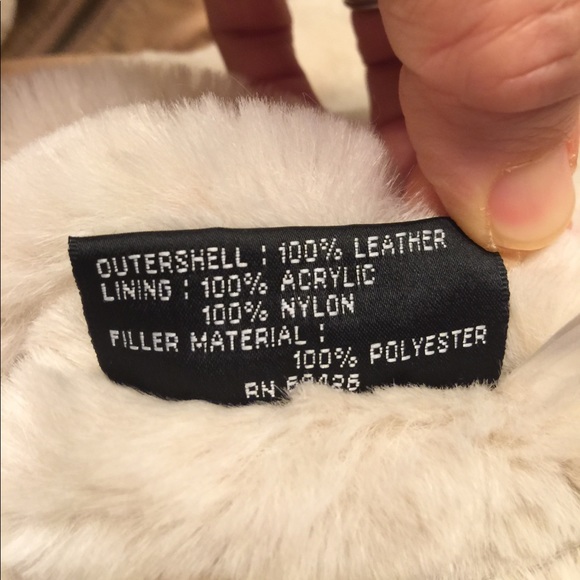 OUTERSHELL : 100% LEATHER
LINING : 100% ACRYLIC
100% NYLON
FILLER MATERIAL :
100% POLYESTER
RN